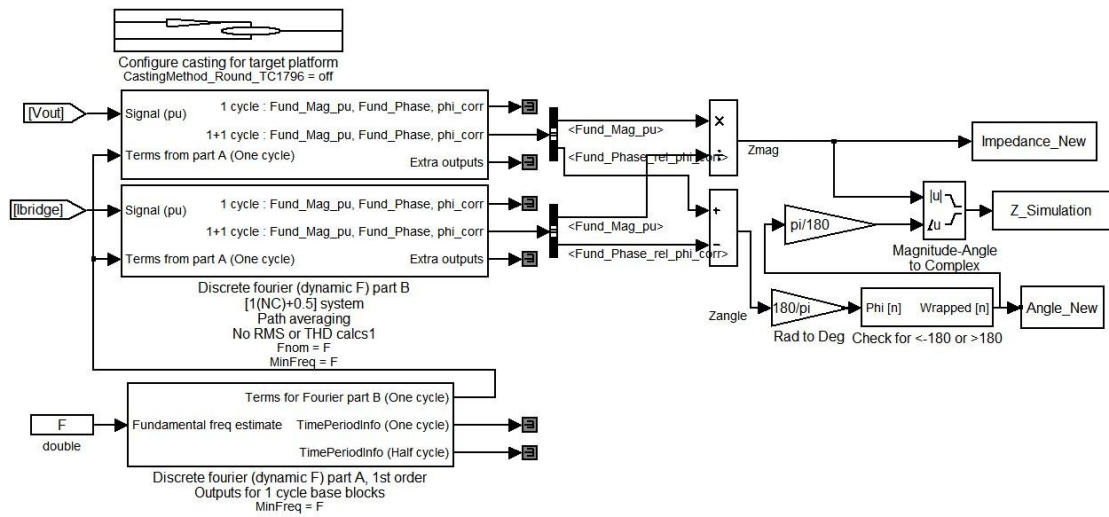 Configure casting for target platform
CastingMethod_Round_TC1796 = off
[Vout]
Signal (pu)
Terms from part A (One cycle)
1 cycle : Fund_Mag_pu, Fund_Phase, phi_corr
1+1 cycle : Fund_Mag_pu, Fund_Phase, phi_corr
Extra outputs
<Fund_Mag_pu>
<Fund_Phase_rel_phi_corr>
×
÷
Zmag
Impedance_New
[Ibridge]
Signal (pu)
Terms from part A (One cycle)
1 cycle : Fund_Mag_pu, Fund_Phase, phi_corr
1+1 cycle : Fund_Mag_pu, Fund_Phase, phi_corr
Extra outputs
<Fund_Mag_pu>
<Fund_Phase_rel_phi_corr>
+
−
pi/180
|u|
∠u
Magnitude-Angle
to Complex
Z_Simulation
Discrete fourier (dynamic F) part B
[1(NC)+0.5] system
Path averaging
No RMS or THD calcs1
Fnom = F
MinFreq = F
Zangle
180/pi
Rad to Deg
Phi [n]
Wrapped [n]
Check for <-180 or >180
Angle_New
F
double
Fundamental freq estimate
Terms for Fourier part B (One cycle)
TimePeriodInfo (One cycle)
TimePeriodInfo (Half cycle)
Discrete fourier (dynamic F) part A, 1st order
Outputs for 1 cycle base blocks
MinFreq = F